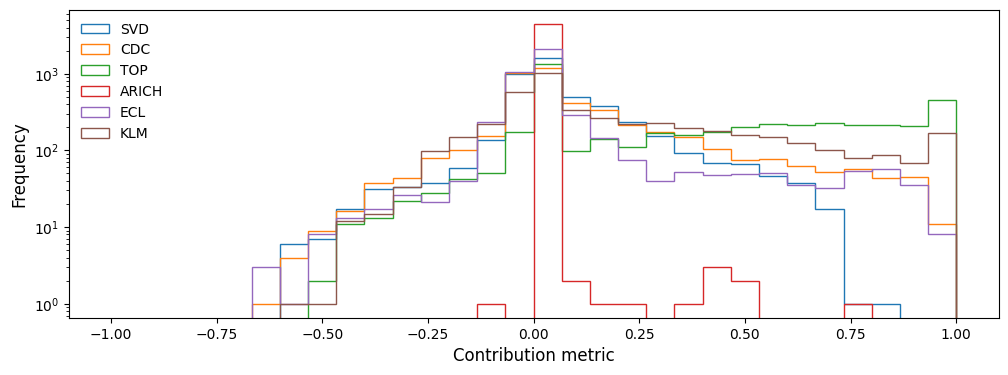 SVD
CDC
TOP
ARICH
ECL
KLM
Frequency
10³
10²
10¹
10⁰
−1.00 −0.75 −0.50 −0.25 0.00 0.25 0.50 0.75 1.00
Contribution metric